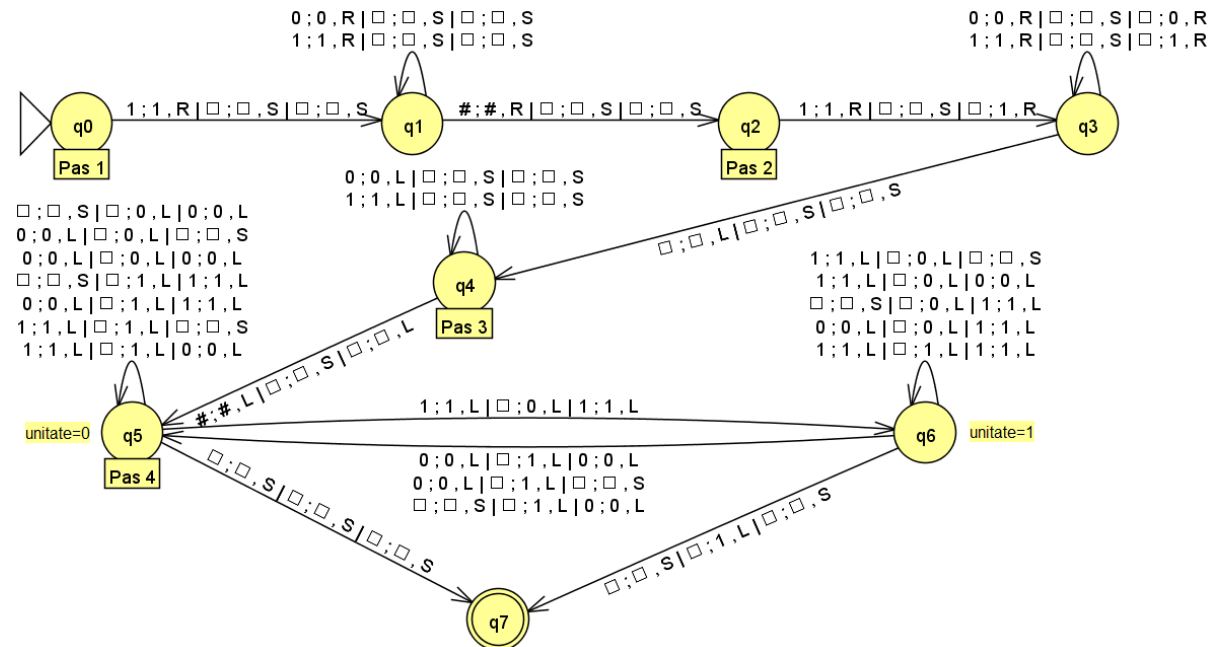 0 ; 0 , R | □ ; □ , S | □ ; □ , S
1 ; 1 , R | □ ; □ , S | □ ; □ , S
0 ; 0 , R | □ ; □ , S | □ ; 0 , R
1 ; 1 , R | □ ; □ , S | □ ; 1 , R
q0
1 ; 1 , R | □ ; □ , S | □ ; □ , S
q1
# ; # , R | □ ; □ , S | □ ; □ , S
q2
1 ; 1 , R | □ ; □ , S | □ ; 1 , R
q3
Pas 1
Pas 2
0 ; 0 , L | □ ; □ , S | □ ; □ , S
1 ; 1 , L | □ ; □ , S | □ ; □ , S
□ ; □ , L | □ ; □ , S | □ ; □ , S
q4
Pas 3
□ ; □ , S | □ ; 0 , L | 0 ; 0 , L
0 ; 0 , L | □ ; 0 , L | □ ; □ , S
0 ; 0 , L | □ ; 0 , L | 0 ; 0 , L
□ ; □ , S | □ ; 1 , L | 1 ; 1 , L
0 ; 0 , L | □ ; 1 , L | 1 ; 1 , L
1 ; 1 , L | □ ; 1 , L | □ ; □ , S
1 ; 1 , L | □ ; 1 , L | 0 ; 0 , L
# ; # , L | □ ; □ , S | □ ; □ , L
1 ; 1 , L | □ ; 0 , L | □ ; □ , S
1 ; 1 , L | □ ; 0 , L | 0 ; 0 , L
□ ; □ , S | □ ; 0 , L | 1 ; 1 , L
0 ; 0 , L | □ ; 0 , L | 1 ; 1 , L
1 ; 1 , L | □ ; 1 , L | 1 ; 1 , L
unitate=0
q5
Pas 4
1 ; 1 , L | □ ; 0 , L | 1 ; 1 , L
q6
unitate=1
0 ; 0 , L | □ ; 1 , L | 0 ; 0 , L
0 ; 0 , L | □ ; 1 , L | □ ; □ , S
□ ; □ , S | □ ; 1 , L | 0 ; 0 , L
□ ; □ , S | □ ; □ , S | □ ; □ , S
□ ; □ , S | □ ; 1 , L | □ ; □ , S
q7